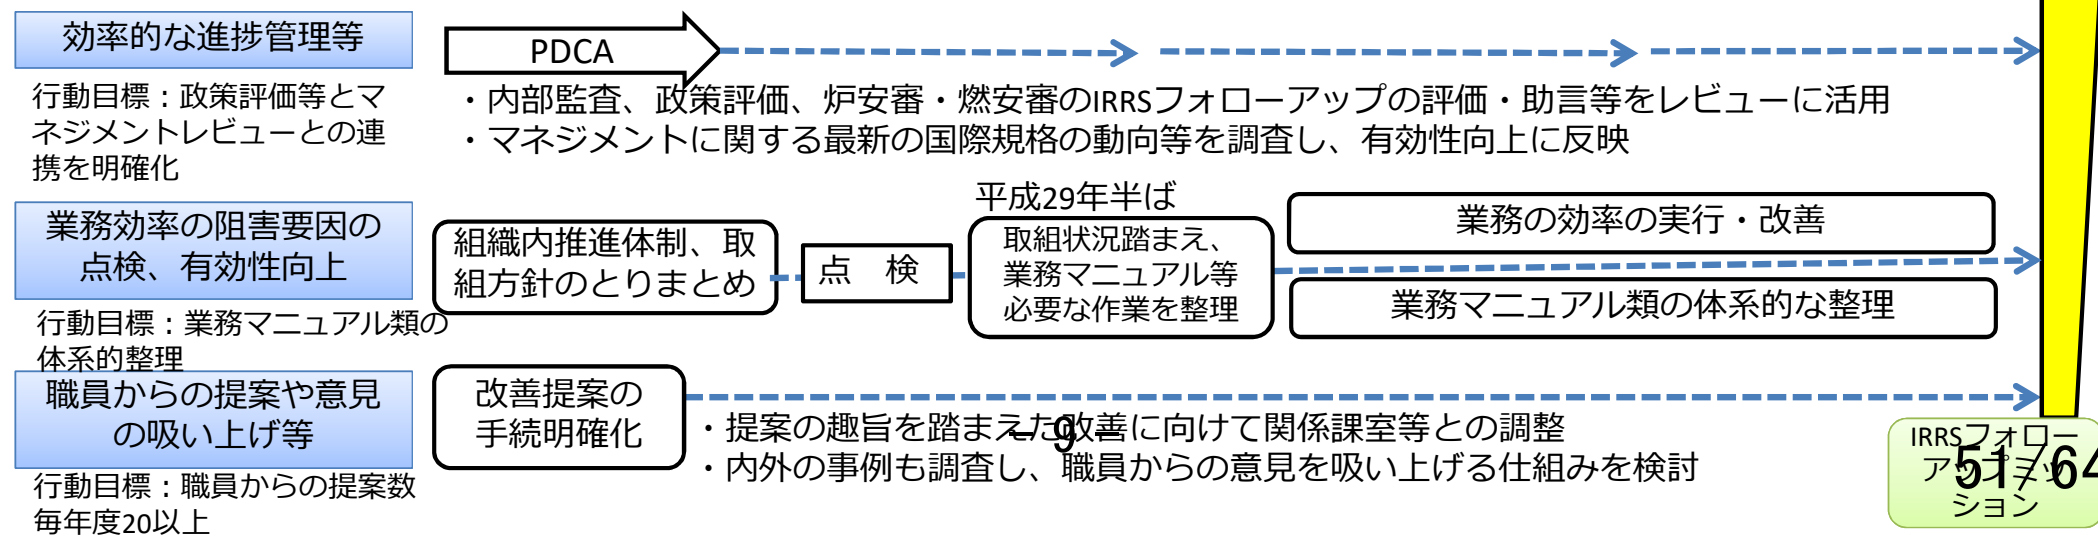 効率的な進捗管理等
PDCA
行動目標：政策評価等とマ
ネジメントレビューとの連
携を明確化
・内部監査、政策評価、炉安審・燃安審のIRRSフォローアップの評価・助言等をレビューに活用
・マネジメントに関する最新の国際規格の動向等を調査し、有効性向上に反映
業務効率の阻害要因の
点検、有効性向上
組織内推進体制、取
組方針のとりまとめ
点　検
平成29年半ば
取組状況踏まえ、
業務マニュアル等
必要な作業を整理
業務の効率の実行・改善
業務マニュアル類の体系的な整理
行動目標：業務マニュアル類の
体系的整理
職員からの提案や意見
の吸い上げ等
改善提案の
手続明確化
・提案の趣旨を踏まえた改善に向けて関係課室等との調整
・内外の事例も調査し、職員からの意見を吸い上げる仕組みを検討
行動目標：職員からの提案数
毎年度20以上
IRRSフォロー
アップミッ
ション
－ 9 －
51/64